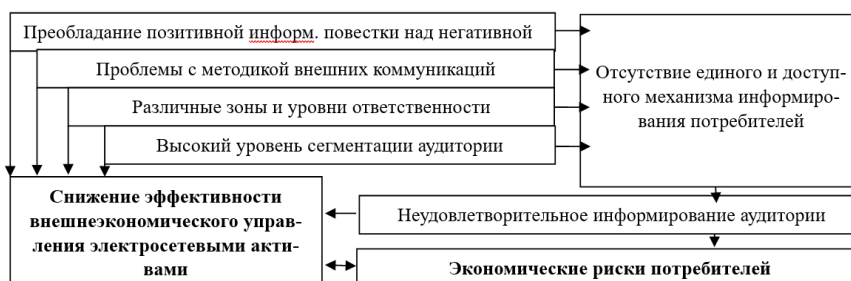 Преобладание позитивной информ. повестки над негативной
Проблемы с методикой внешних коммуникаций
Различные зоны и уровни ответственности
Высокий уровень сегментации аудитории
Отсутствие единого и доступ-
ного механизма информиро-
вания потребителей
Снижение эффективности
внешнеэкономического управ-
ления электросетевыми акти-
вами
Неудовлетворительное информирование аудитории
Экономические риски потребителей